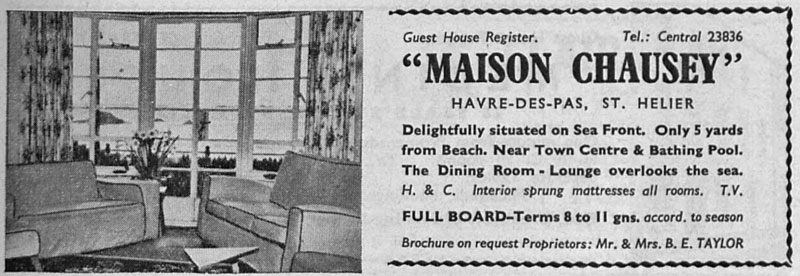 Guest House Register. Tel.: Central 23836
"MAISON CHAUSEY"
HAVRE-DES-PAS, ST. HELIER
Delightfully situated on Sea Front. Only 5 yards
from Beach. Near Town Centre & Bathing Pool.
The Dining Room - Lounge overlooks the sea.
H. & C. Interior sprung mattresses all rooms. T.V.
FULL BOARD–Terms 8 to 11 gns. accord. to season
Brochure on request Proprietors: Mr. & Mrs. B. E. TAYLOR